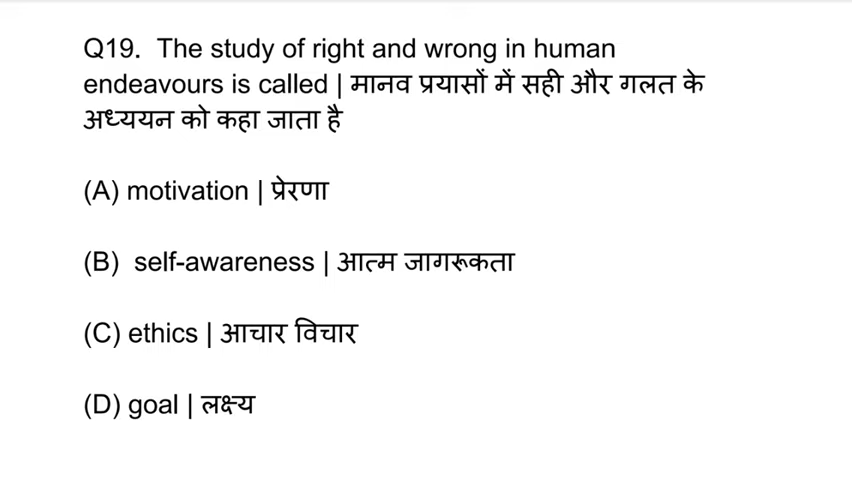 Q19. The study of right and wrong in human
endeavours is called | मानव प्रयासों में सही और गलत के
अध्ययन को कहा जाता है
(A) motivation | प्रेरणा
(B) self-awareness | आत्म जागरूकता
(C) ethics | आचार विचार
(D) goal | लक्ष्य